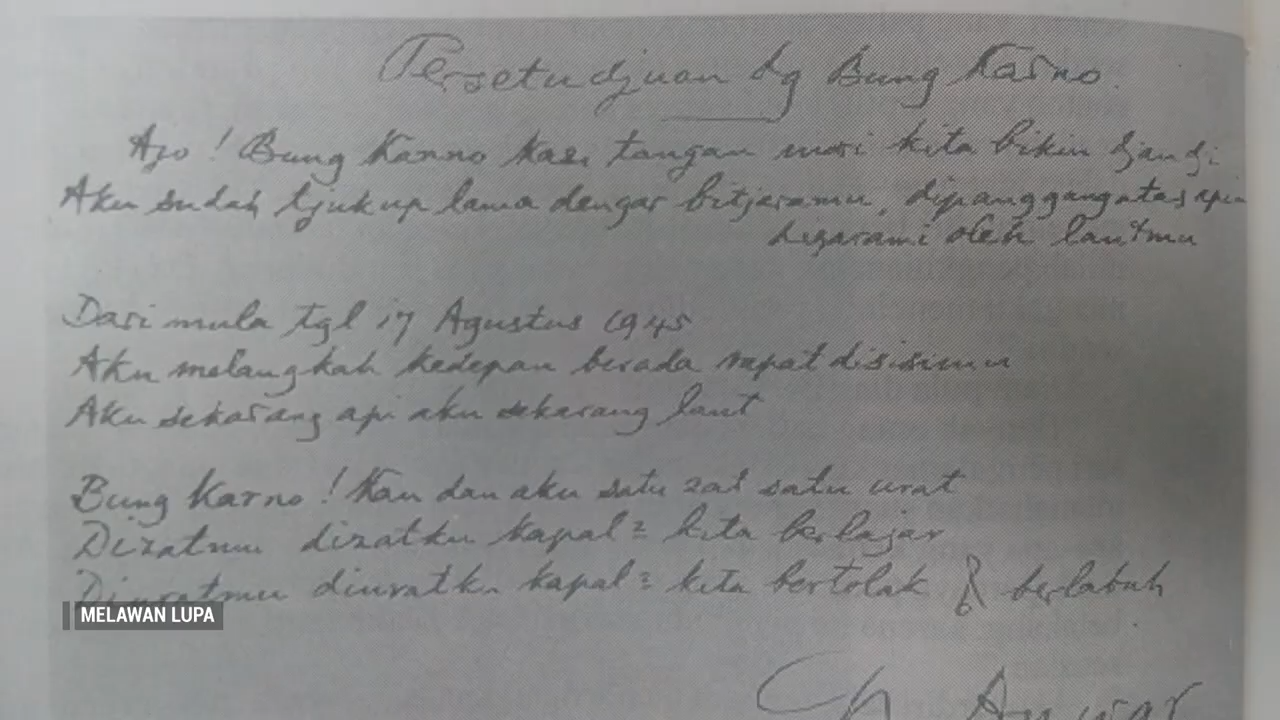 Persetudjuan dg Bung Karno
Ajo ! Bung Karno kasi tangan mari kita bikin djandji
Aku sudah tjukup lama dengar bitjaramu, dipanggang atas apimu
digarami oleh lautmu
Dari mula tgl 17 Agustus 1945
Aku melangkah kedepan berada rapat disisimu
Aku sekarang api aku sekarang laut
Bung Karno ! Kau dan aku satu zat satu urat
Dizatmu dizatku kapal2 kita berlajar
Diuratmu diuratku kapal2 kita bertolak & berlabuh
MELAWAN LUPA
Ch Anwar